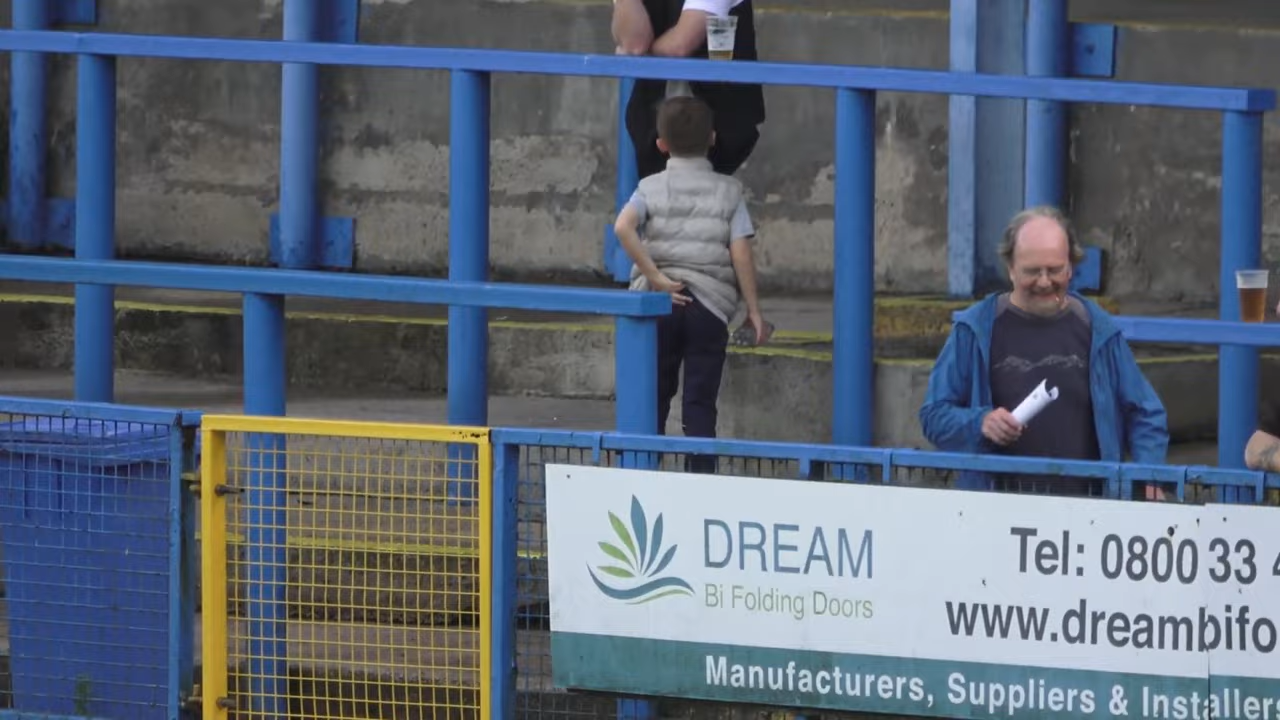 DREAM
Bi Folding Doors
Tel: 0800 33
www.dreambifo
Manufacturers, Suppliers & Installer